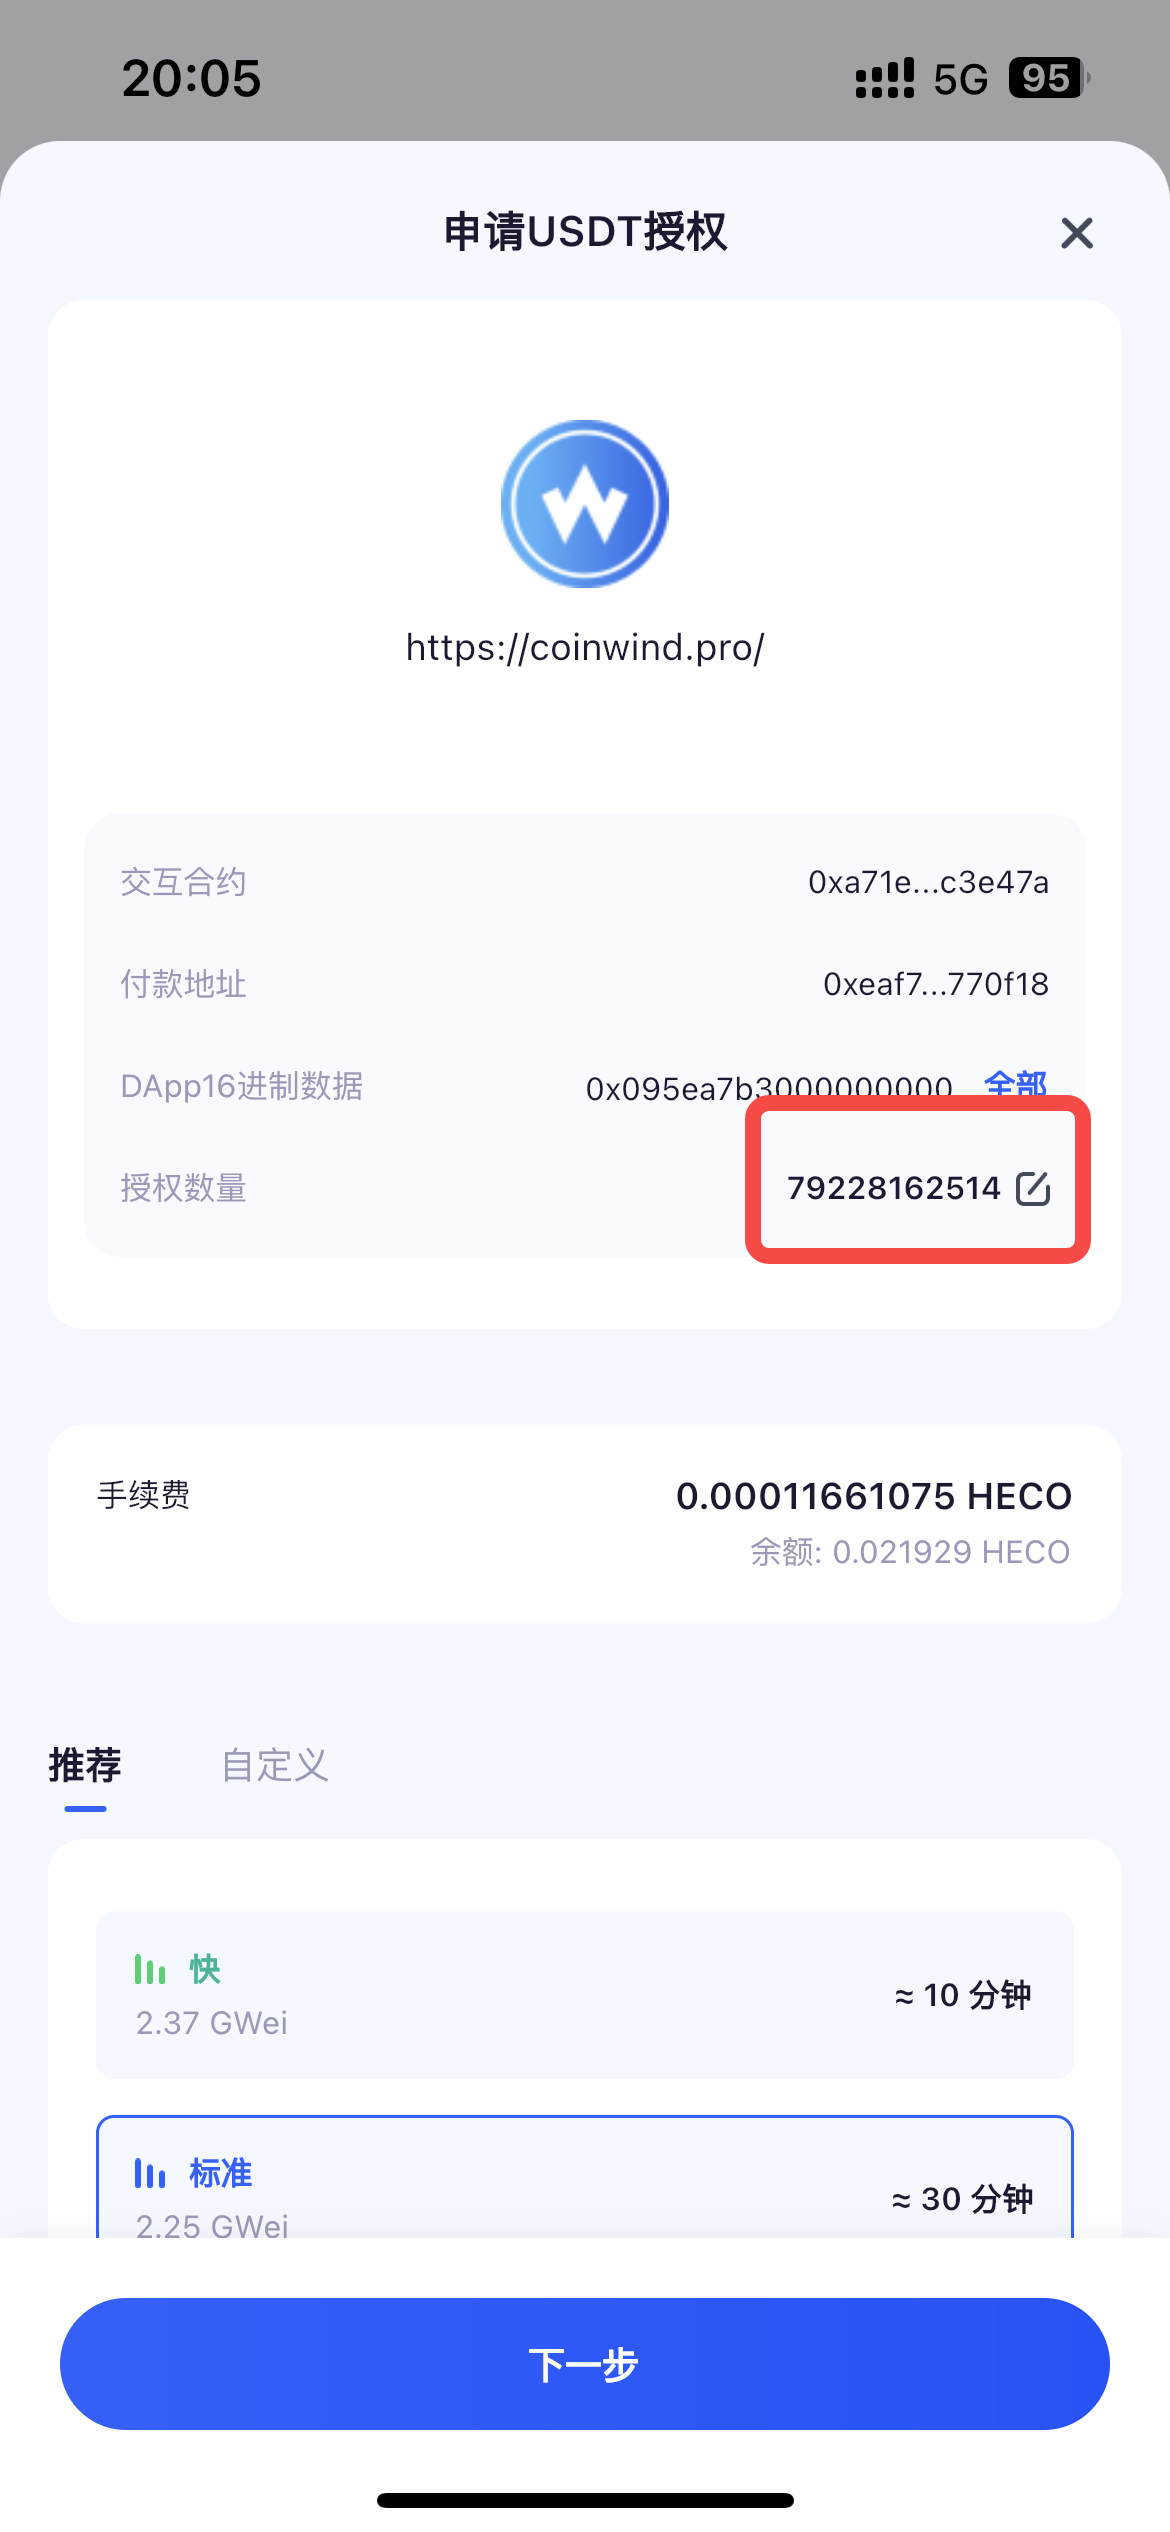 20:05
5G 95
申请USDT授权
https://coinwind.pro/
交互合约 0xa71e...c3e47a
付款地址 0xeaf7...770f18
DApp16进制数据 0x095ea7b3000000000 全部
授权数量 79228162514
手续费 0.00011661075 HECO
余额: 0.021929 HECO
推荐 自定义
快
2.37 GWei
≈ 10 分钟
标准
2.25 GWei
≈ 30 分钟
下一步